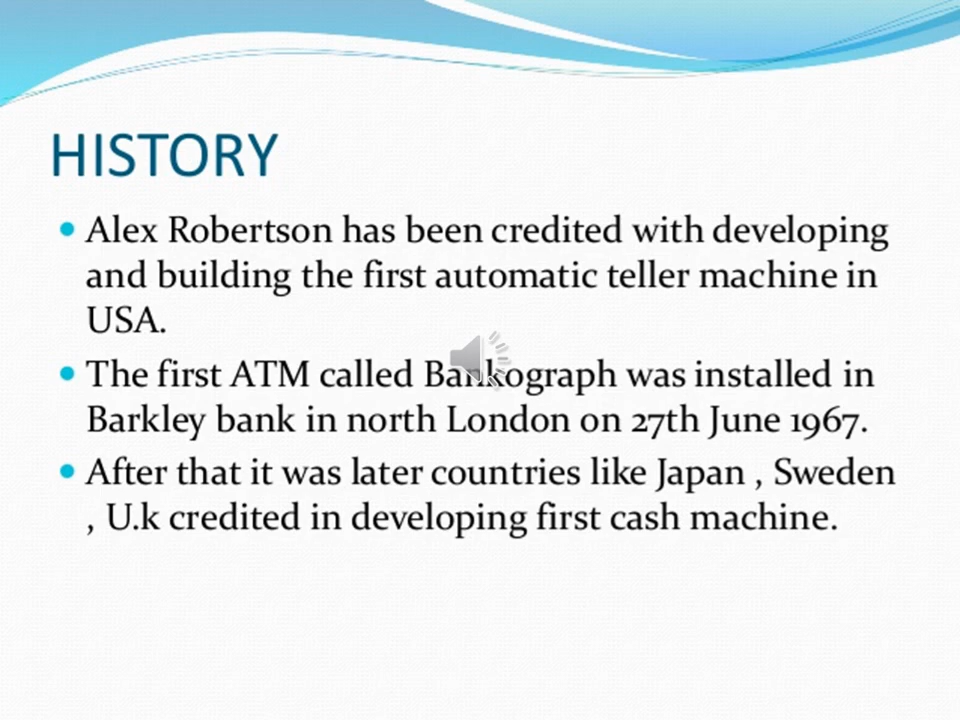 HISTORY
Alex Robertson has been credited with developing
and building the first automatic teller machine in
USA.
The first ATM called Bankograph was installed in
Barkley bank in north London on 27th June 1967.
After that it was later countries like Japan , Sweden
, U.k credited in developing first cash machine.